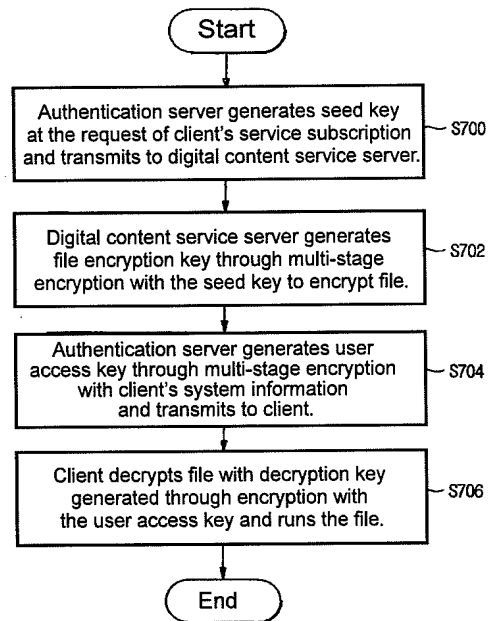 Start
Authentication server generates seed key
at the request of client's service subscription
and transmits to digital content service server.
S700
Digital content service server generates
file encryption key through multi-stage
encryption with the seed key to encrypt file.
S702
Authentication server generates user
access key through multi-stage encryption
with client's system information
and transmits to client.
S704
Client decrypts file with decryption key
generated through encryption with
the user access key and runs the file.
S706
End